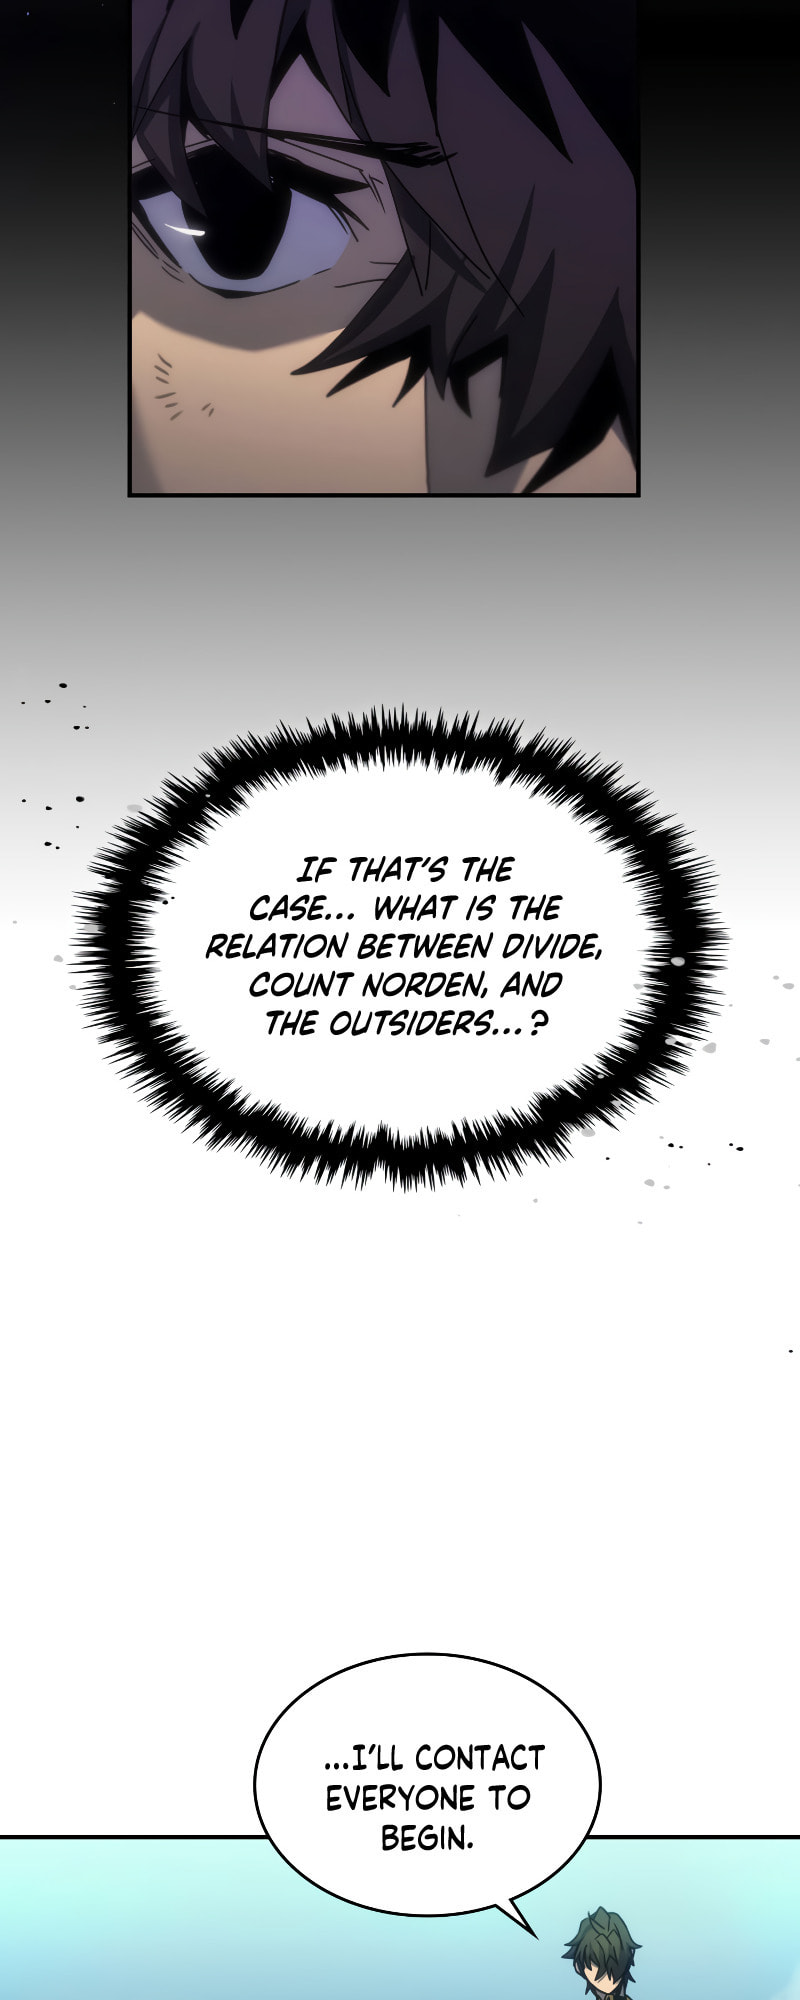 IF THAT'S THE
CASE... WHAT IS THE
RELATION BETWEEN DIVIDE,
COUNT NORDEN, AND
THE OUTSIDERS...?
...I'LL CONTACT
EVERYONE TO
BEGIN.